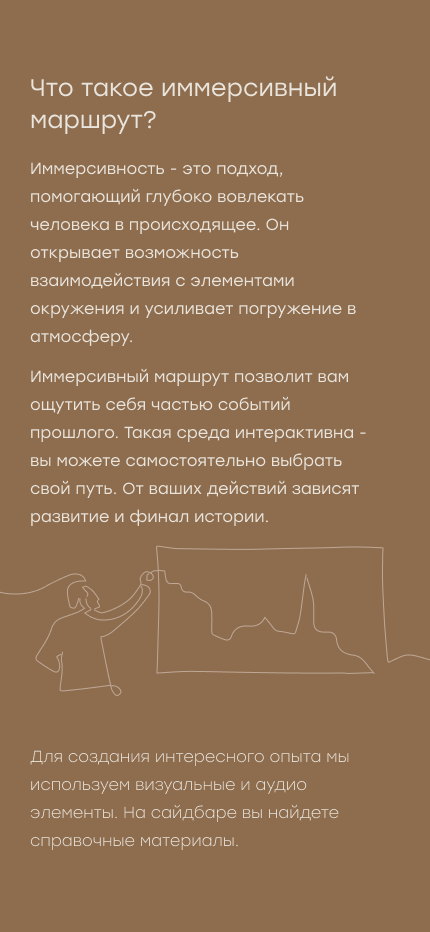 Что такое иммерсивный
маршрут?
Иммерсивность - это подход,
помогающий глубоко вовлекать
человека в происходящее. Он
открывает возможность
взаимодействия с элементами
окружения и усиливает погружение в
атмосферу.
Иммерсивный маршрут позволит вам
ощутить себя частью событий
прошлого. Такая среда интерактивна -
вы можете самостоятельно выбрать
свой путь. От ваших действий зависят
развитие и финал истории.
Для создания интересного опыта мы
используем визуальные и аудио
элементы. На сайдбаре вы найдете
справочные материалы.